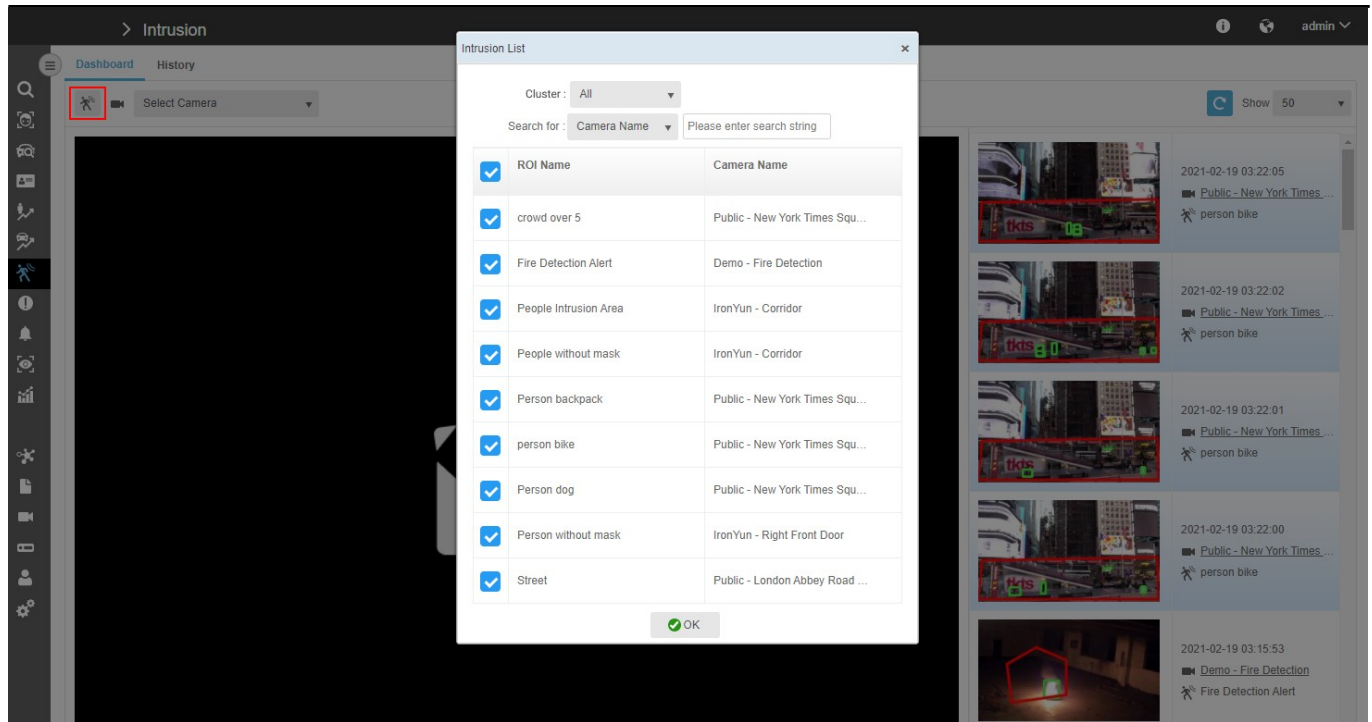 Intrusion
admin
Dashboard
History
Select Camera
Show 50
Intrusion List
Cluster : All
Search for : Camera Name Please enter search string
ROI Name Camera Name
crowd over 5 Public - New York Times Squ...
Fire Detection Alert Demo - Fire Detection
People Intrusion Area IronYun - Corridor
People without mask IronYun - Corridor
Person backpack Public - New York Times Squ...
person bike Public - New York Times Squ...
Person dog Public - New York Times Squ...
Person without mask IronYun - Right Front Door
Street Public - London Abbey Road ...
OK
tkts
2021-02-19 03:22:05
Public - New York Times ...
person bike
tkts
2021-02-19 03:22:02
Public - New York Times ...
person bike
tkts
2021-02-19 03:22:01
Public - New York Times ...
person bike
tkts
2021-02-19 03:22:00
Public - New York Times ...
person bike
2021-02-19 03:15:53
Demo - Fire Detection
Fire Detection Alert